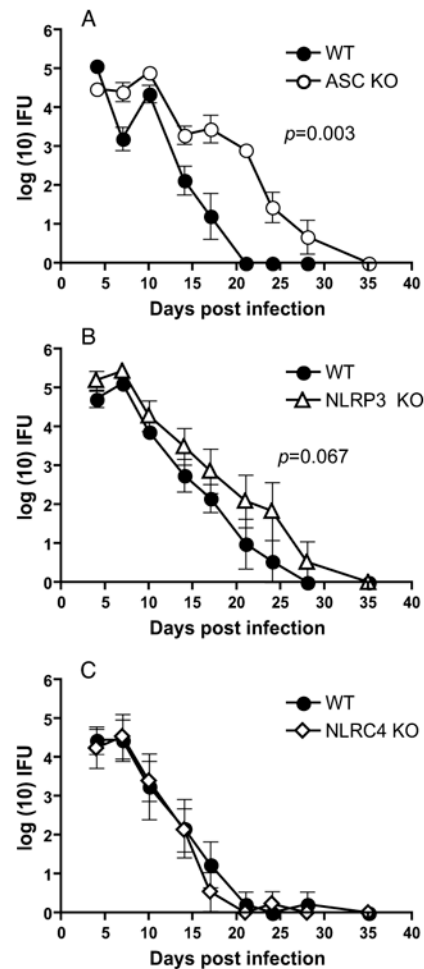 A
WT
ASC KO
p=0.003
log (10) IFU
6
5
4
3
2
1
0
0 5 10 15 20 25 30 35 40
Days post infection
B
WT
NLRP3 KO
p=0.067
log (10) IFU
6
5
4
3
2
1
0
0 5 10 15 20 25 30 35 40
Days post infection
C
WT
NLRC4 KO
log (10) IFU
6
5
4
3
2
1
0
0 5 10 15 20 25 30 35 40
Days post infection